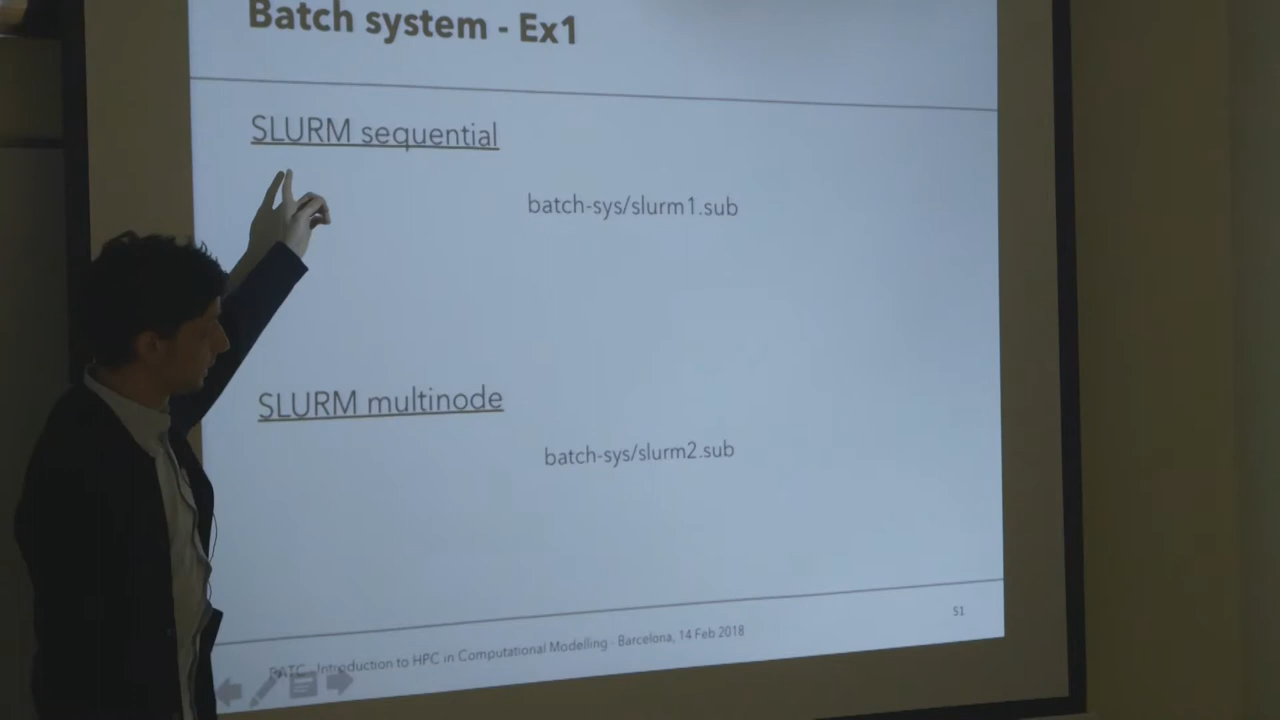 Batch system - Ex1
SLURM sequential
batch-sys/slurm1.sub
SLURM multinode
batch-sys/slurm2.sub
51
PATC - Introduction to HPC in Computational Modelling · Barcelona, 14 Feb 2018